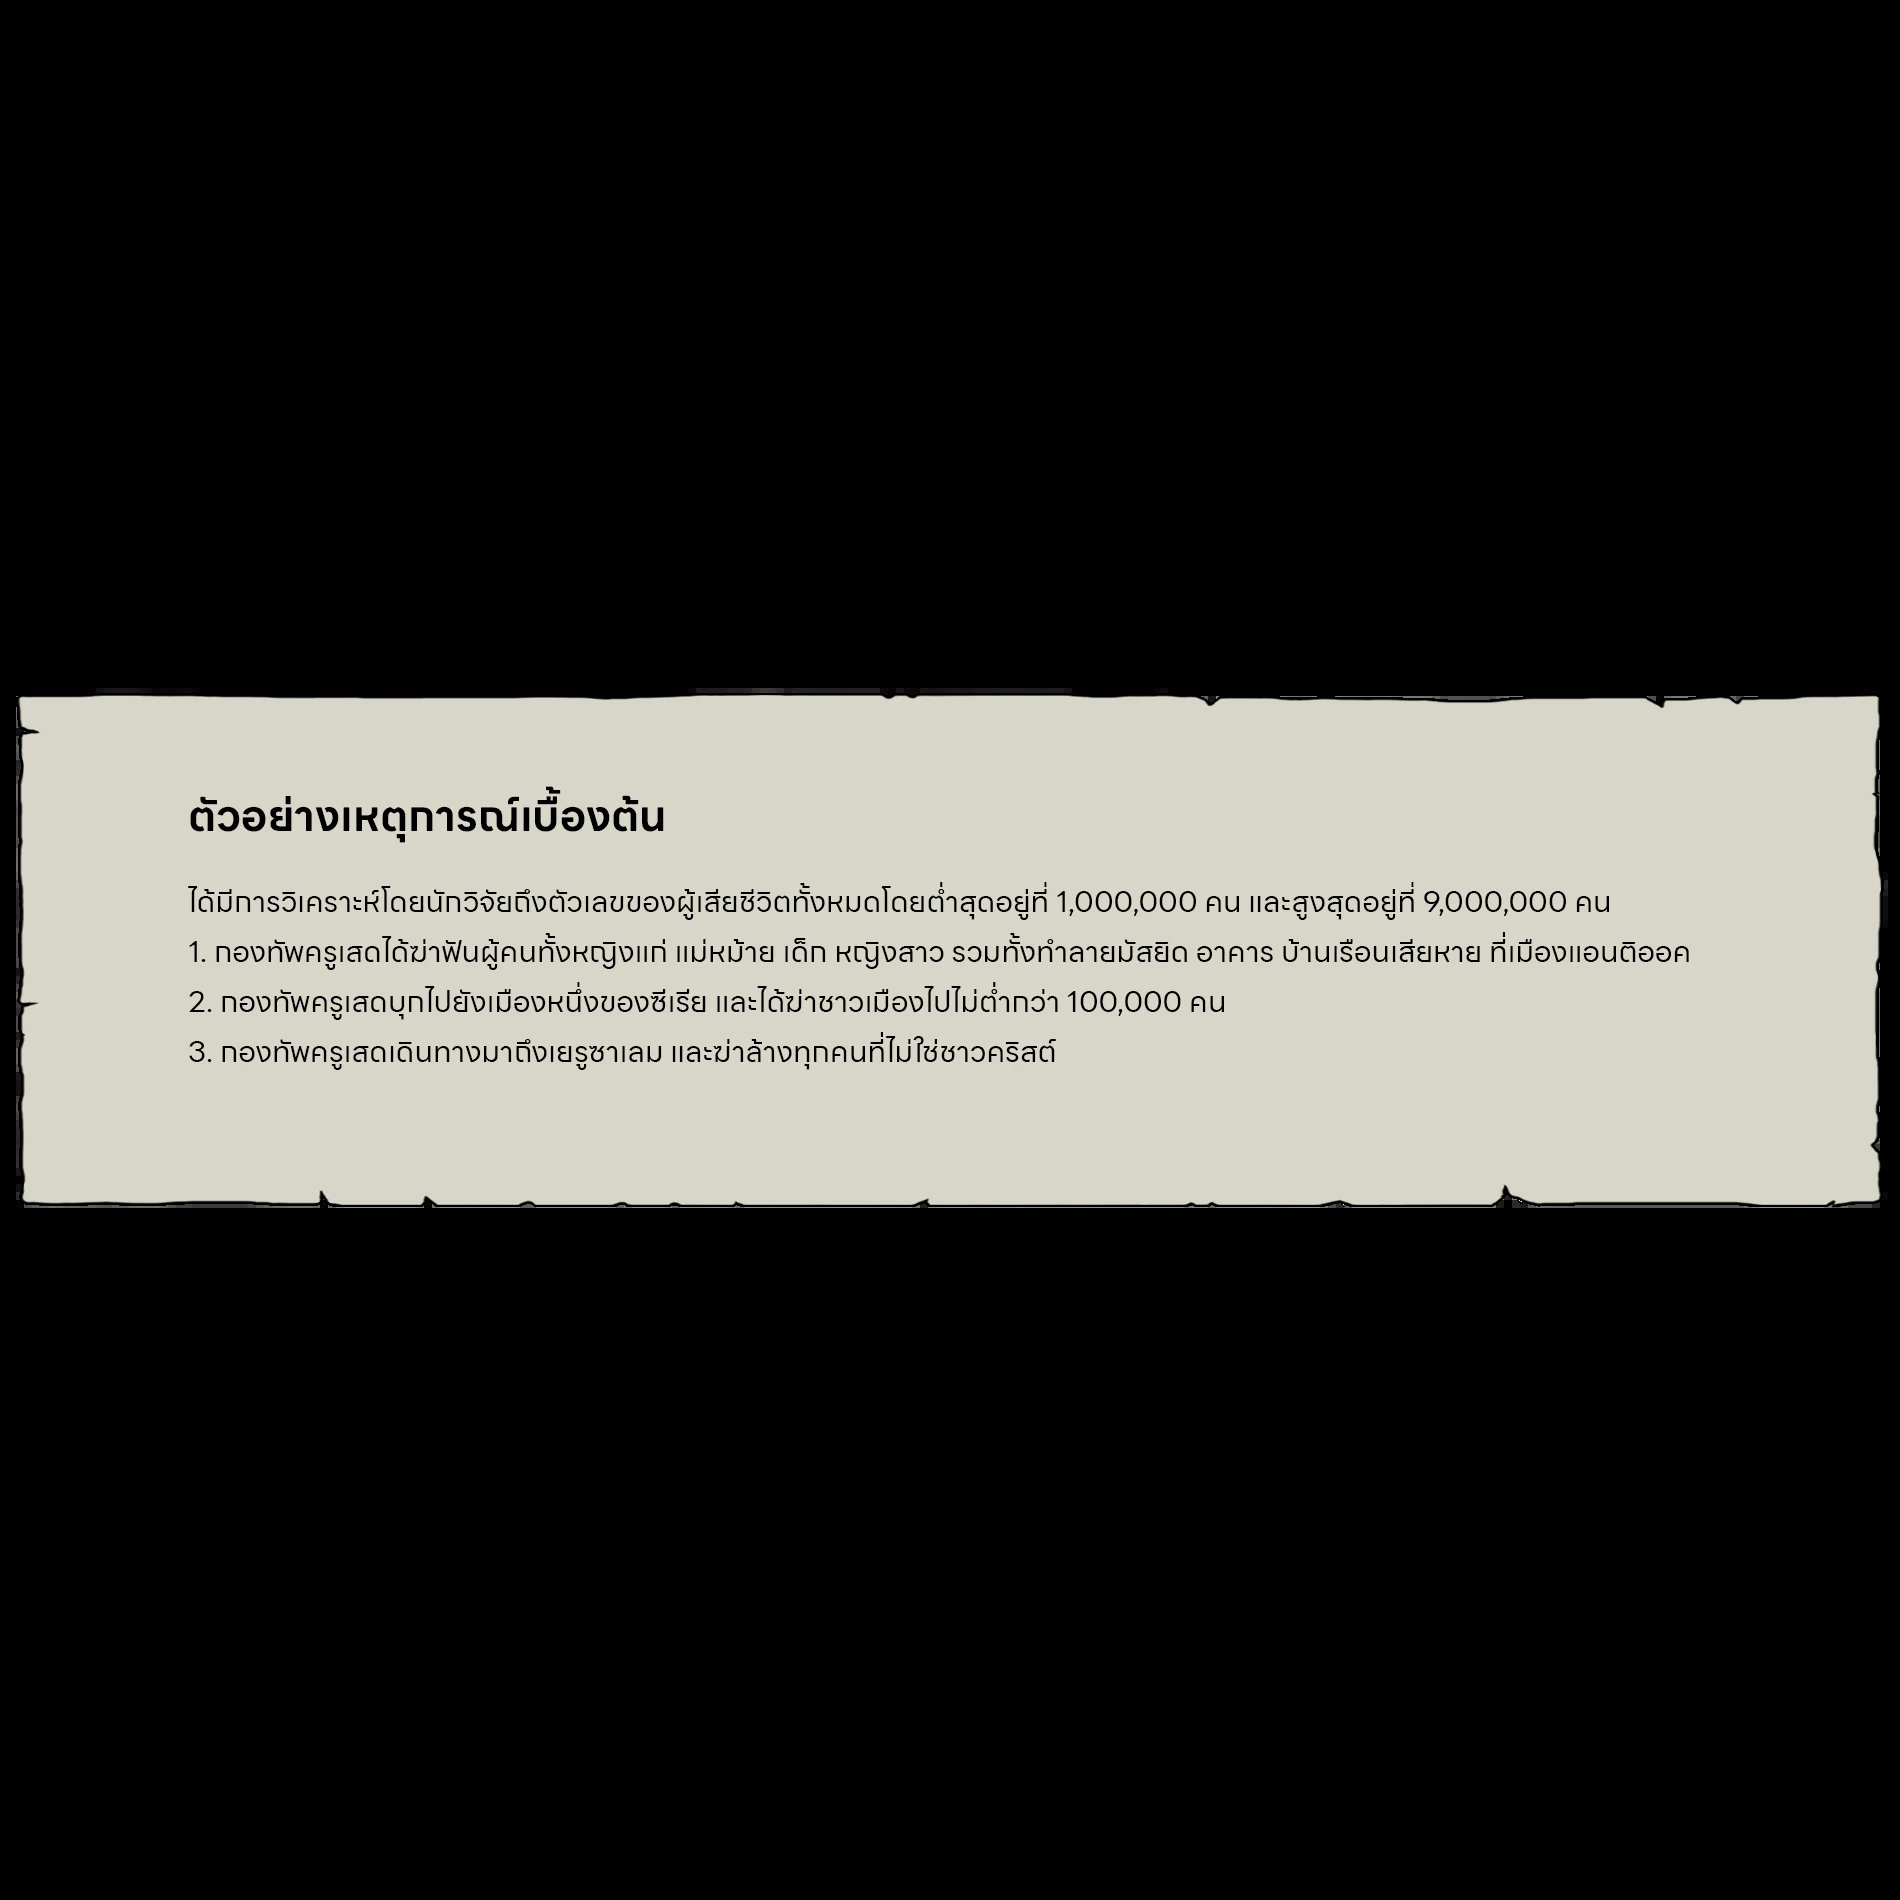 ตัวอย่างเหตุการณ์เบื้องต้น
ได้มีการวิเคราะห์โดยนักวิจัยถึงตัวเลขของผู้เสียชีวิตทั้งหมดโดยต่ำสุดอยู่ที่ 1,000,000 คน และสูงสุดอยู่ที่ 9,000,000 คน
1. กองทัพครูเสดได้ฆ่าฟันผู้คนทั้งหญิงแก่ แม่หม้าย เด็ก หญิงสาว รวมทั้งทำลายมัสยิด อาคาร บ้านเรือนเสียหาย ที่เมืองแอนติออค
2. กองทัพครูเสดบุกไปยังเมืองหนึ่งของซีเรีย และได้ฆ่าชาวเมืองไปไม่ต่ำกว่า 100,000 คน
3. กองทัพครูเสดเดินทางมาถึงเยรูซาเลม และฆ่าล้างทุกคนที่ไม่ใช่ชาวคริสต์